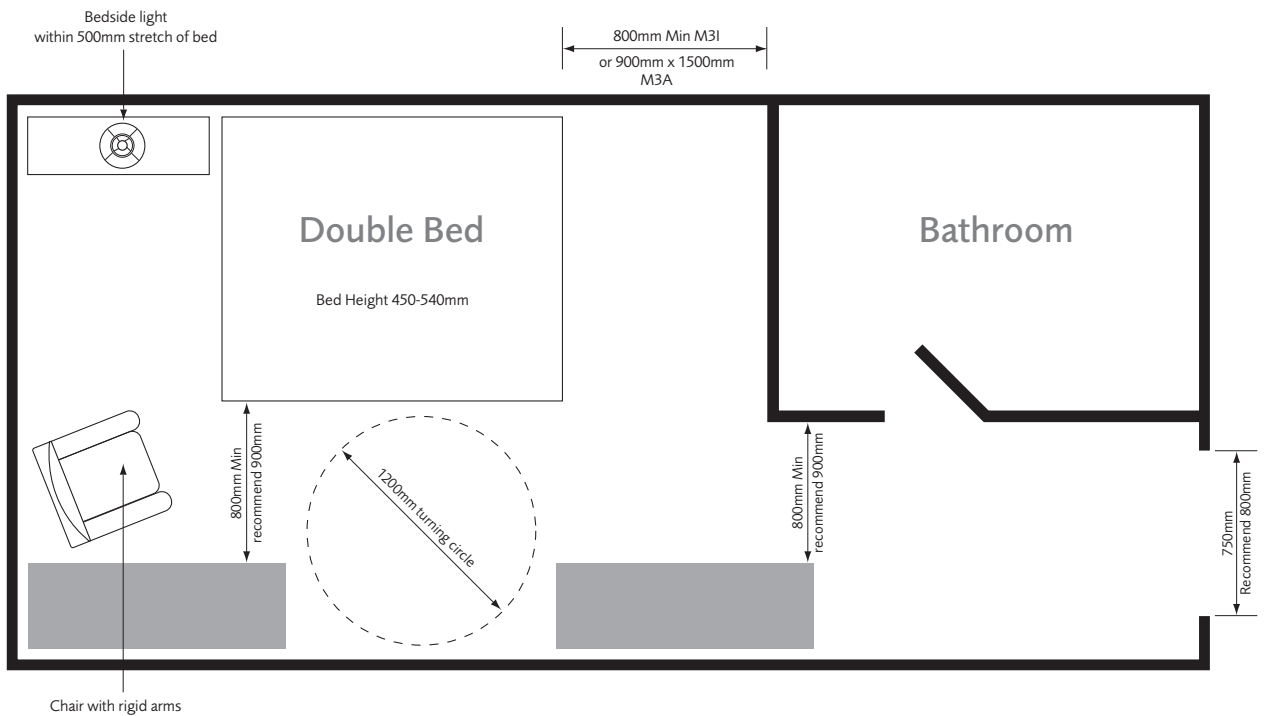 Bedside light
within 500mm stretch of bed
800mm Min M3I
or 900mm x 1500mm
M3A
Double Bed
Bed Height 450-540mm
Bathroom
800mm Min
recommend 900mm
1200mm turning circle
800mm Min
recommend 900mm
750mm
Recommend 800mm
Chair with rigid arms